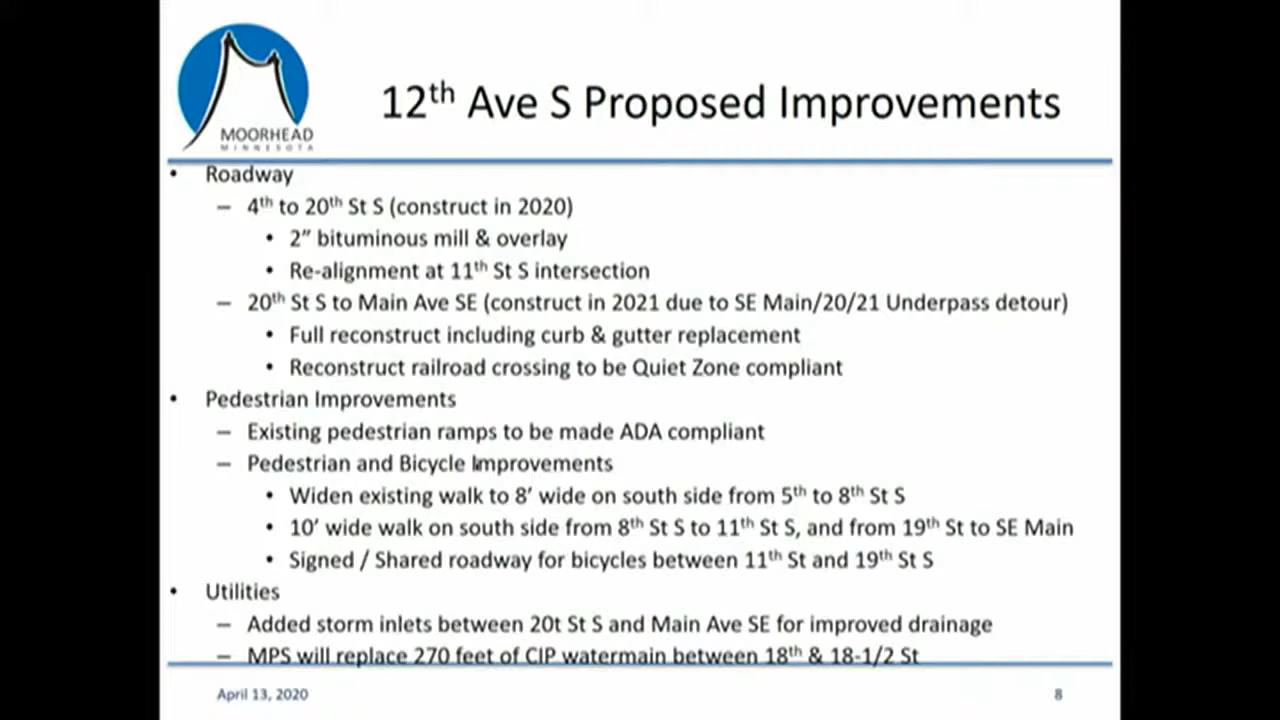 MOORHEAD
MINNESOTA
12th Ave S Proposed Improvements
• Roadway
– 4th to 20th St S (construct in 2020)
• 2” bituminous mill & overlay
• Re-alignment at 11th St S intersection
– 20th St S to Main Ave SE (construct in 2021 due to SE Main/20/21 Underpass detour)
• Full reconstruct including curb & gutter replacement
• Reconstruct railroad crossing to be Quiet Zone compliant
• Pedestrian Improvements
– Existing pedestrian ramps to be made ADA compliant
– Pedestrian and Bicycle Improvements
• Widen existing walk to 8’ wide on south side from 5th to 8th St S
• 10’ wide walk on south side from 8th St S to 11th St S, and from 19th St to SE Main
• Signed / Shared roadway for bicycles between 11th St and 19th St S
• Utilities
– Added storm inlets between 20t St S and Main Ave SE for improved drainage
– MPS will replace 270 feet of CIP watermain between 18th & 18-1/2 St
April 13, 2020
8